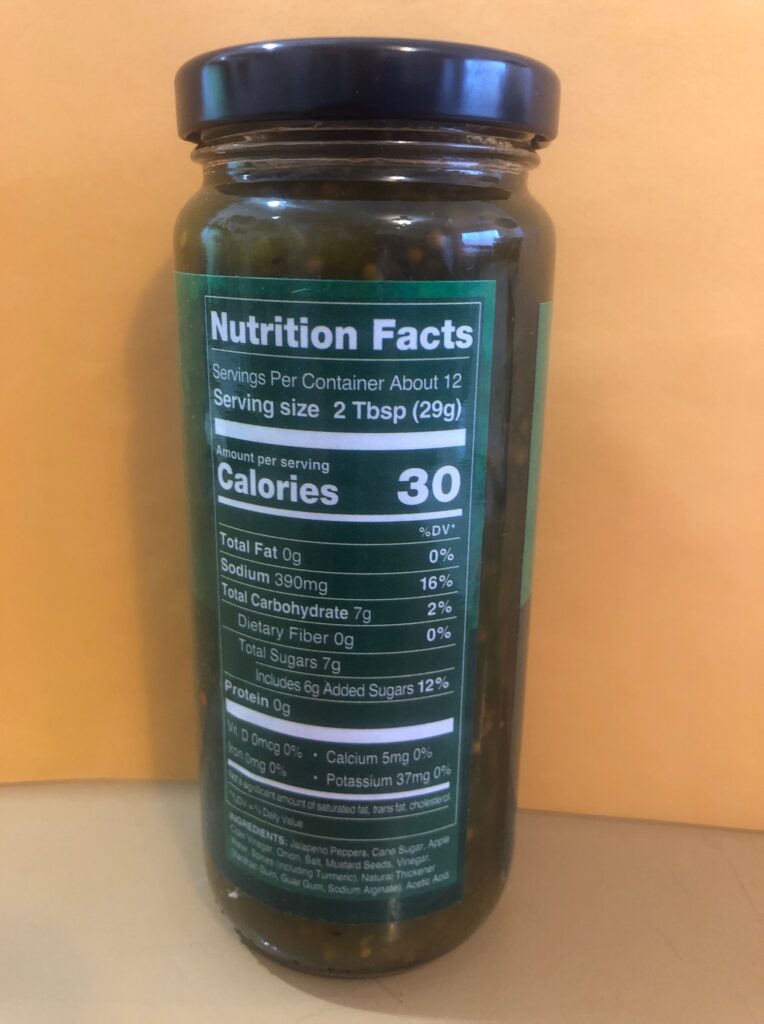 Nutrition Facts
Servings Per Container About 12
Serving size 2 Tbsp (29g)
Amount per serving
Calories 30
%DV*
Total Fat 0g 0%
Sodium 390mg 16%
Total Carbohydrate 7g 2%
Dietary Fiber 0g 0%
Total Sugars 7g
Includes 6g Added Sugars 12%
Protein 0g
Vit. D 0mcg 0% • Calcium 5mg 0%
Iron 0mg 0% • Potassium 37mg 0%
Not a significant amount of saturated fat, trans fat, cholesterol.
*%DV = % Daily Value
INGREDIENTS: Jalapeno Peppers, Cane Sugar, Apple
Cider Vinegar, Onion, Salt, Mustard Seeds, Vinegar,
Water, Spices (including Turmeric), Natural Thickener
(Xanthan Gum, Guar Gum, Sodium Alginate), Acetic Acid.